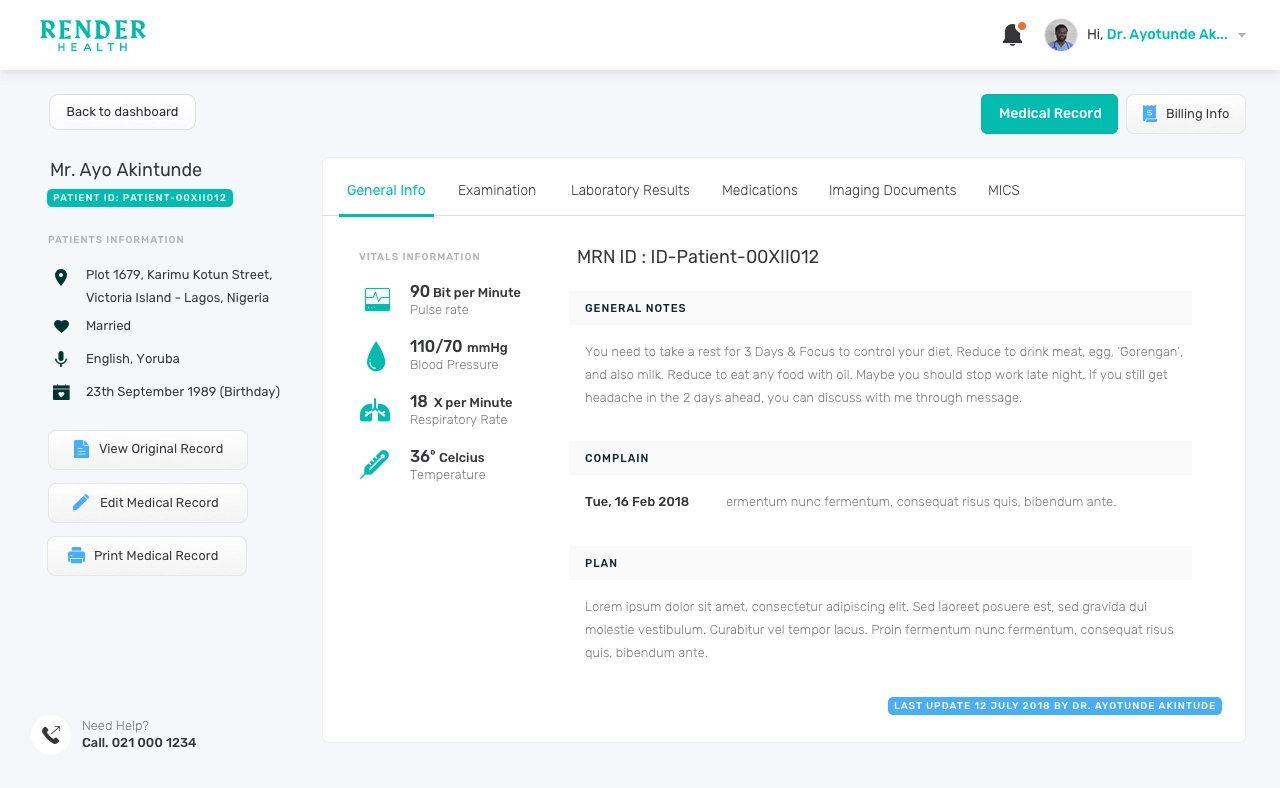 RENDER
HEALTH
Hi, Dr. Ayotunde Ak...
Back to dashboard
Medical Record
Billing Info
Mr. Ayo Akintunde
PATIENT ID: PATIENT-00XII012
PATIENTS INFORMATION
Plot 1679, Karimu Kotun Street,
Victoria Island - Lagos, Nigeria
Married
English, Yoruba
23th September 1989 (Birthday)
View Original Record
Edit Medical Record
Print Medical Record
Need Help?
Call. 021 000 1234
General Info
Examination
Laboratory Results
Medications
Imaging Documents
MICS
VITALS INFORMATION
90 Bit per Minute
Pulse rate
110/70 mmHg
Blood Pressure
18 X per Minute
Respiratory Rate
36° Celcius
Temperature
MRN ID : ID-Patient-00XII012
GENERAL NOTES
You need to take a rest for 3 Days & Focus to control your diet. Reduce to drink meat, egg, 'Gorengan',
and also milk. Reduce to eat any food with oil. Maybe you should stop work late night. If you still get
headache in the 2 days ahead, you can discuss with me through message.
COMPLAIN
Tue, 16 Feb 2018 ermentum nunc fermentum, consequat risus quis, bibendum ante.
PLAN
Lorem ipsum dolor sit amet, consectetur adipiscing elit. Sed laoreet posuere est, sed gravida dui
molestie vestibulum. Curabitur vel tempor lacus. Proin fermentum nunc fermentum, consequat risus
quis, bibendum ante.
LAST UPDATE 12 JULY 2018 BY DR. AYOTUNDE AKINTUDE